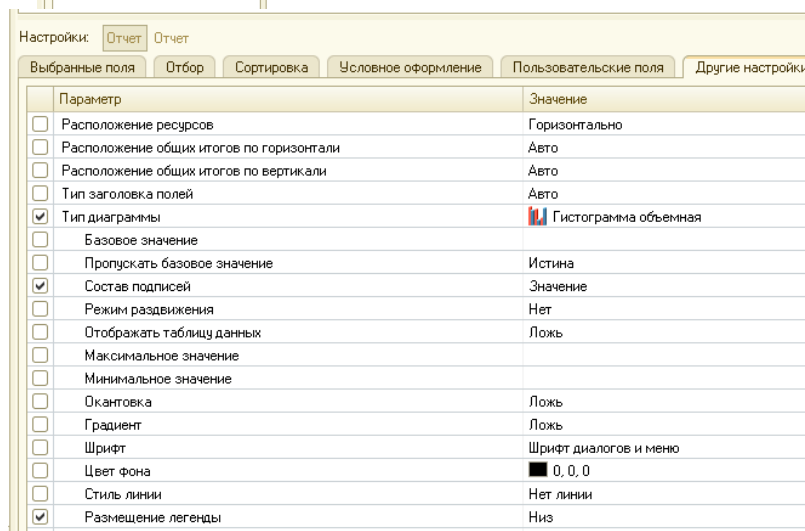 Настройки: Отчет Отчет
Выбранные поля Отбор Сортировка Условное оформление Пользовательские поля Другие настройки
Параметр Значение
Расположение ресурсов Горизонтально
Расположение общих итогов по горизонтали Авто
Расположение общих итогов по вертикали Авто
Тип заголовка полей Авто
Тип диаграммы Гистограмма объемная
Базовое значение
Пропускать базовое значение Истина
Состав подписей Значение
Режим раздвижения Нет
Отображать таблицу данных Ложь
Максимальное значение
Минимальное значение
Окантовка Ложь
Градиент Ложь
Шрифт Шрифт диалогов и меню
Цвет фона 0, 0, 0
Стиль линии Нет линии
Размещение легенды Низ